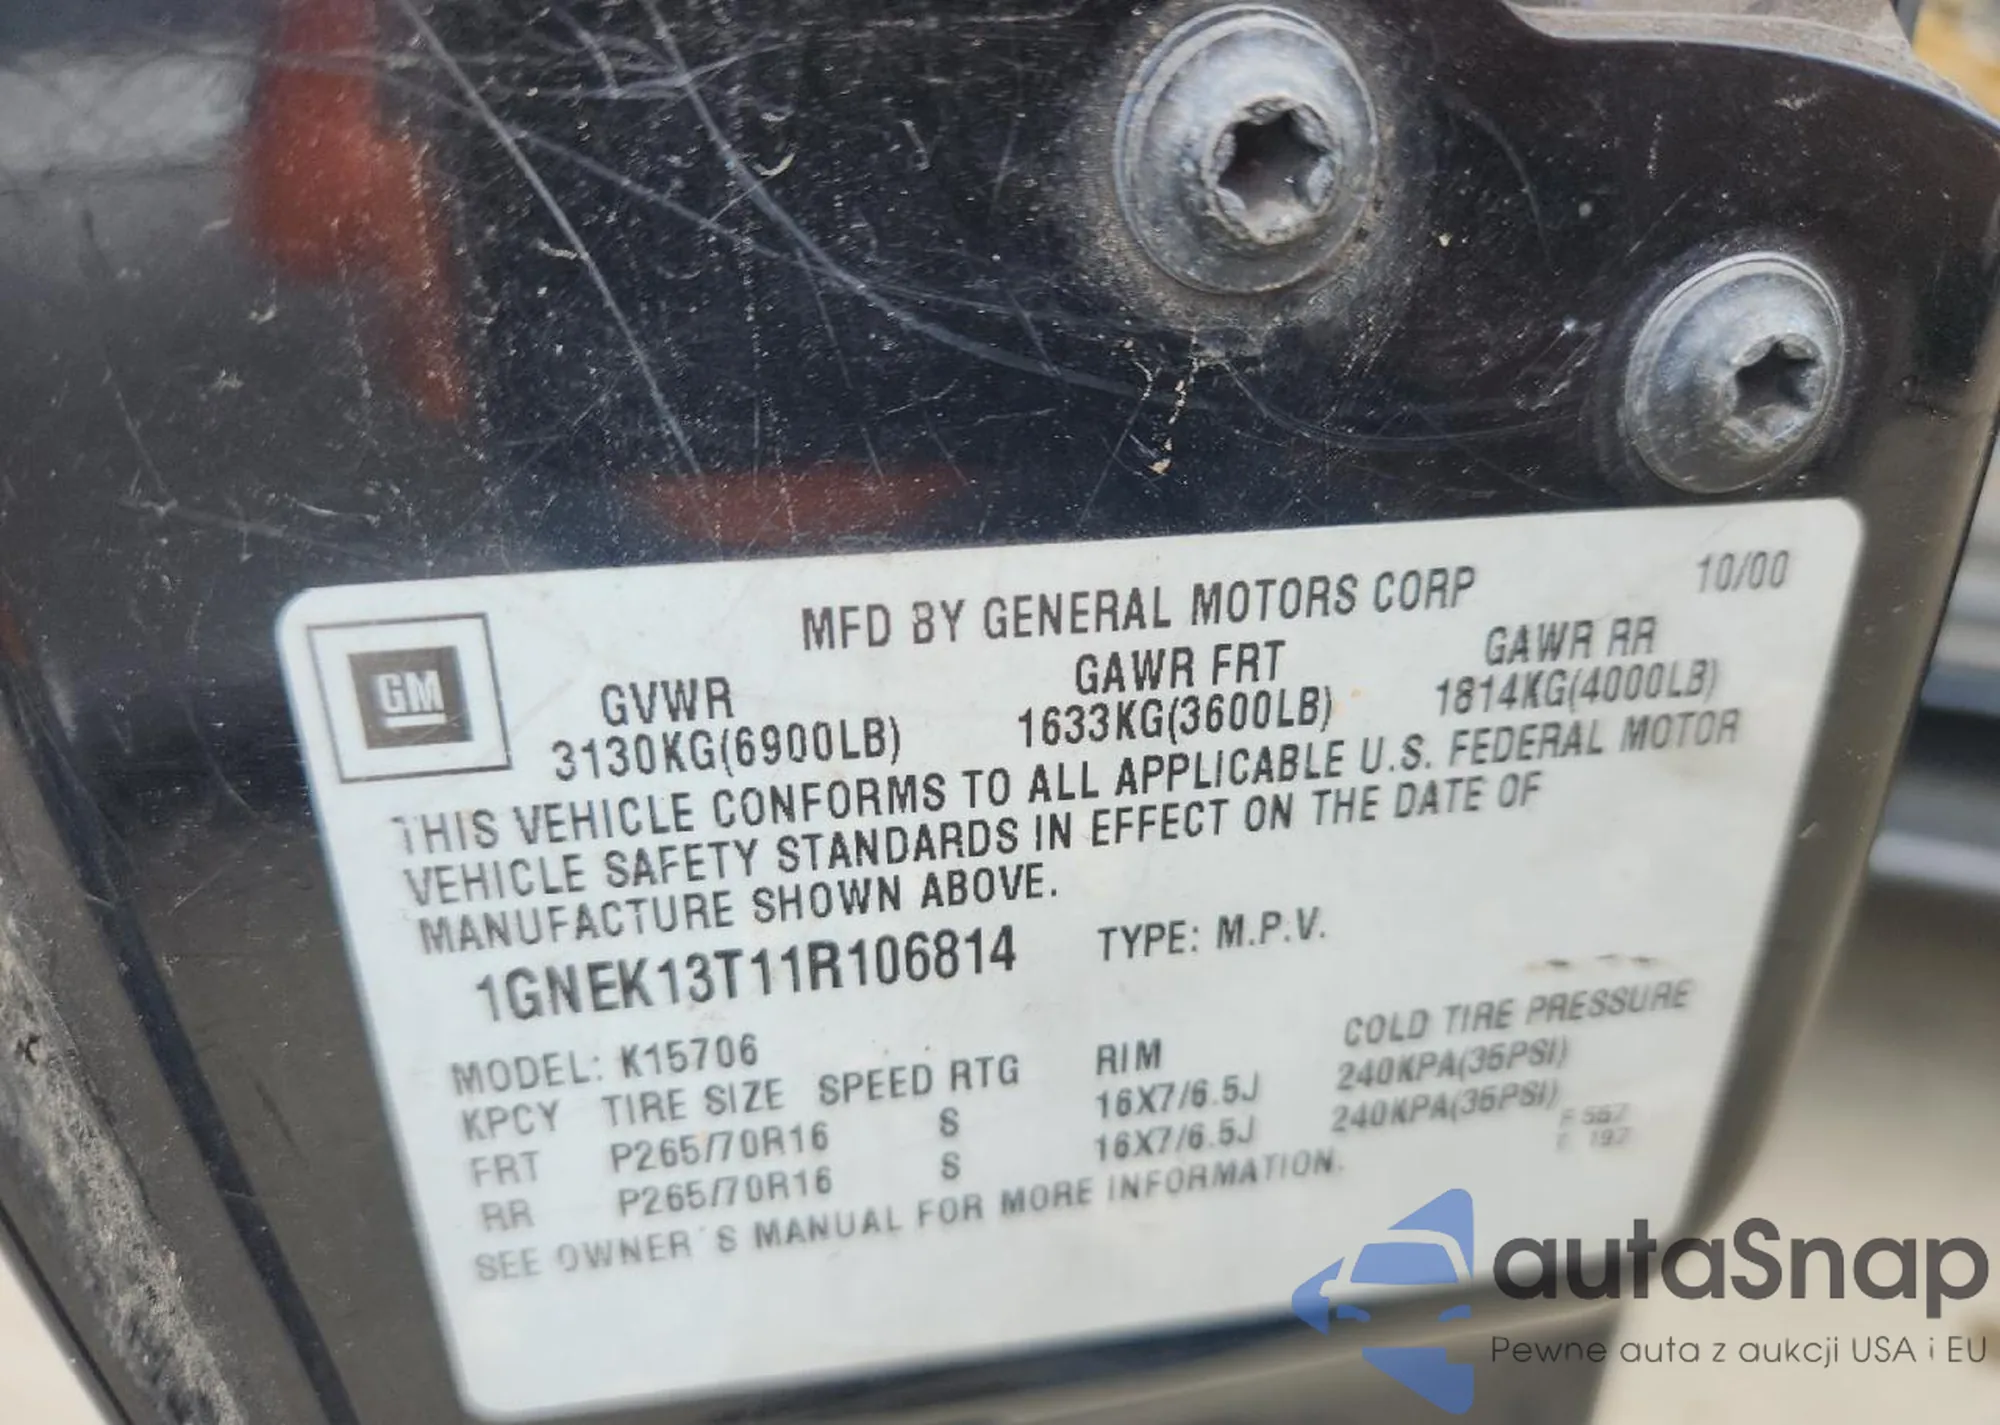 MFD BY GENERAL MOTORS CORP 10/00
GM
GVWR GAWR FRT GAWR RR
3130KG(6900LB) 1633KG(3600LB) 1814KG(4000LB)
THIS VEHICLE CONFORMS TO ALL APPLICABLE U.S. FEDERAL MOTOR
VEHICLE SAFETY STANDARDS IN EFFECT ON THE DATE OF
MANUFACTURE SHOWN ABOVE.
1GNEK13T11R106814 TYPE: M.P.V.
MODEL: K15706
KPCY TIRE SIZE SPEED RTG RIM COLD TIRE PRESSURE
FRT P265/70R16 S 16X7/6.5J 240KPA(35PSI)
RR P265/70R16 S 16X7/6.5J 240KPA(35PSI)
SEE OWNER'S MANUAL FOR MORE INFORMATION.
autaSnap
Pewne auta z aukcji USA i EU